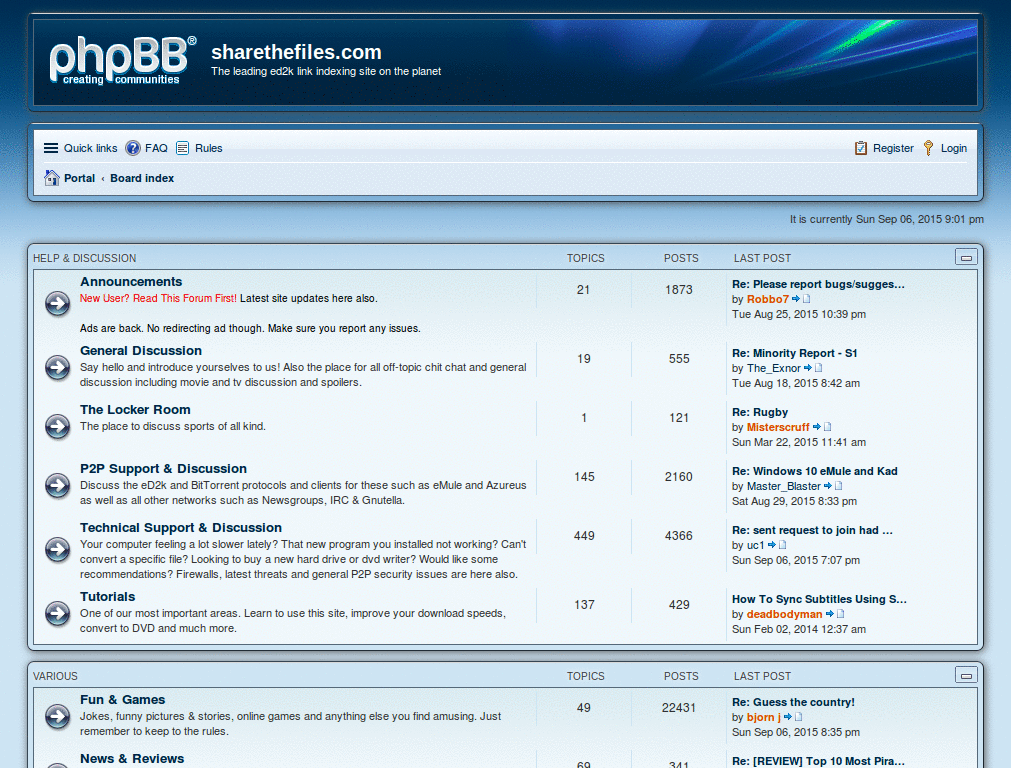 phpBB®
creating communities
sharethefiles.com
The leading ed2k link indexing site on the planet
Quick links FAQ Rules Register Login
Portal ‹ Board index
It is currently Sun Sep 06, 2015 9:01 pm
HELP & DISCUSSION TOPICS POSTS LAST POST
Announcements
New User? Read This Forum First! Latest site updates here also.
Ads are back. No redirecting ad though. Make sure you report any issues.
21 1873
Re: Please report bugs/sugges…
by Robbo7
Tue Aug 25, 2015 10:39 pm
General Discussion
Say hello and introduce yourselves to us! Also the place for all off-topic chit chat and general
discussion including movie and tv discussion and spoilers.
19 555
Re: Minority Report - S1
by The_Exnor
Tue Aug 18, 2015 8:42 am
The Locker Room
The place to discuss sports of all kind.
1 121
Re: Rugby
by Misterscruff
Sun Mar 22, 2015 11:41 am
P2P Support & Discussion
Discuss the eD2k and BitTorrent protocols and clients for these such as eMule and Azureus
as well as all other networks such as Newsgroups, IRC & Gnutella.
145 2160
Re: Windows 10 eMule and Kad
by Master_Blaster
Sat Aug 29, 2015 8:33 pm
Technical Support & Discussion
Your computer feeling a lot slower lately? That new program you installed not working? Can't
convert a specific file? Looking to buy a new hard drive or dvd writer? Would like some
recommendations? Firewalls, latest threats and general P2P security issues are here also.
449 4366
Re: sent request to join had …
by uc1
Sun Sep 06, 2015 7:07 pm
Tutorials
One of our most important areas. Learn to use this site, improve your download speeds,
convert to DVD and much more.
137 429
How To Sync Subtitles Using S…
by deadbodyman
Sun Feb 02, 2014 12:37 am
VARIOUS TOPICS POSTS LAST POST
Fun & Games
Jokes, funny pictures & stories, online games and anything else you find amusing. Just
remember to keep to the rules.
49 22431
Re: Guess the country!
by bjorn j
Sun Sep 06, 2015 8:35 pm
News & Reviews
69 341
Re: [REVIEW] Top 10 Most Pira…